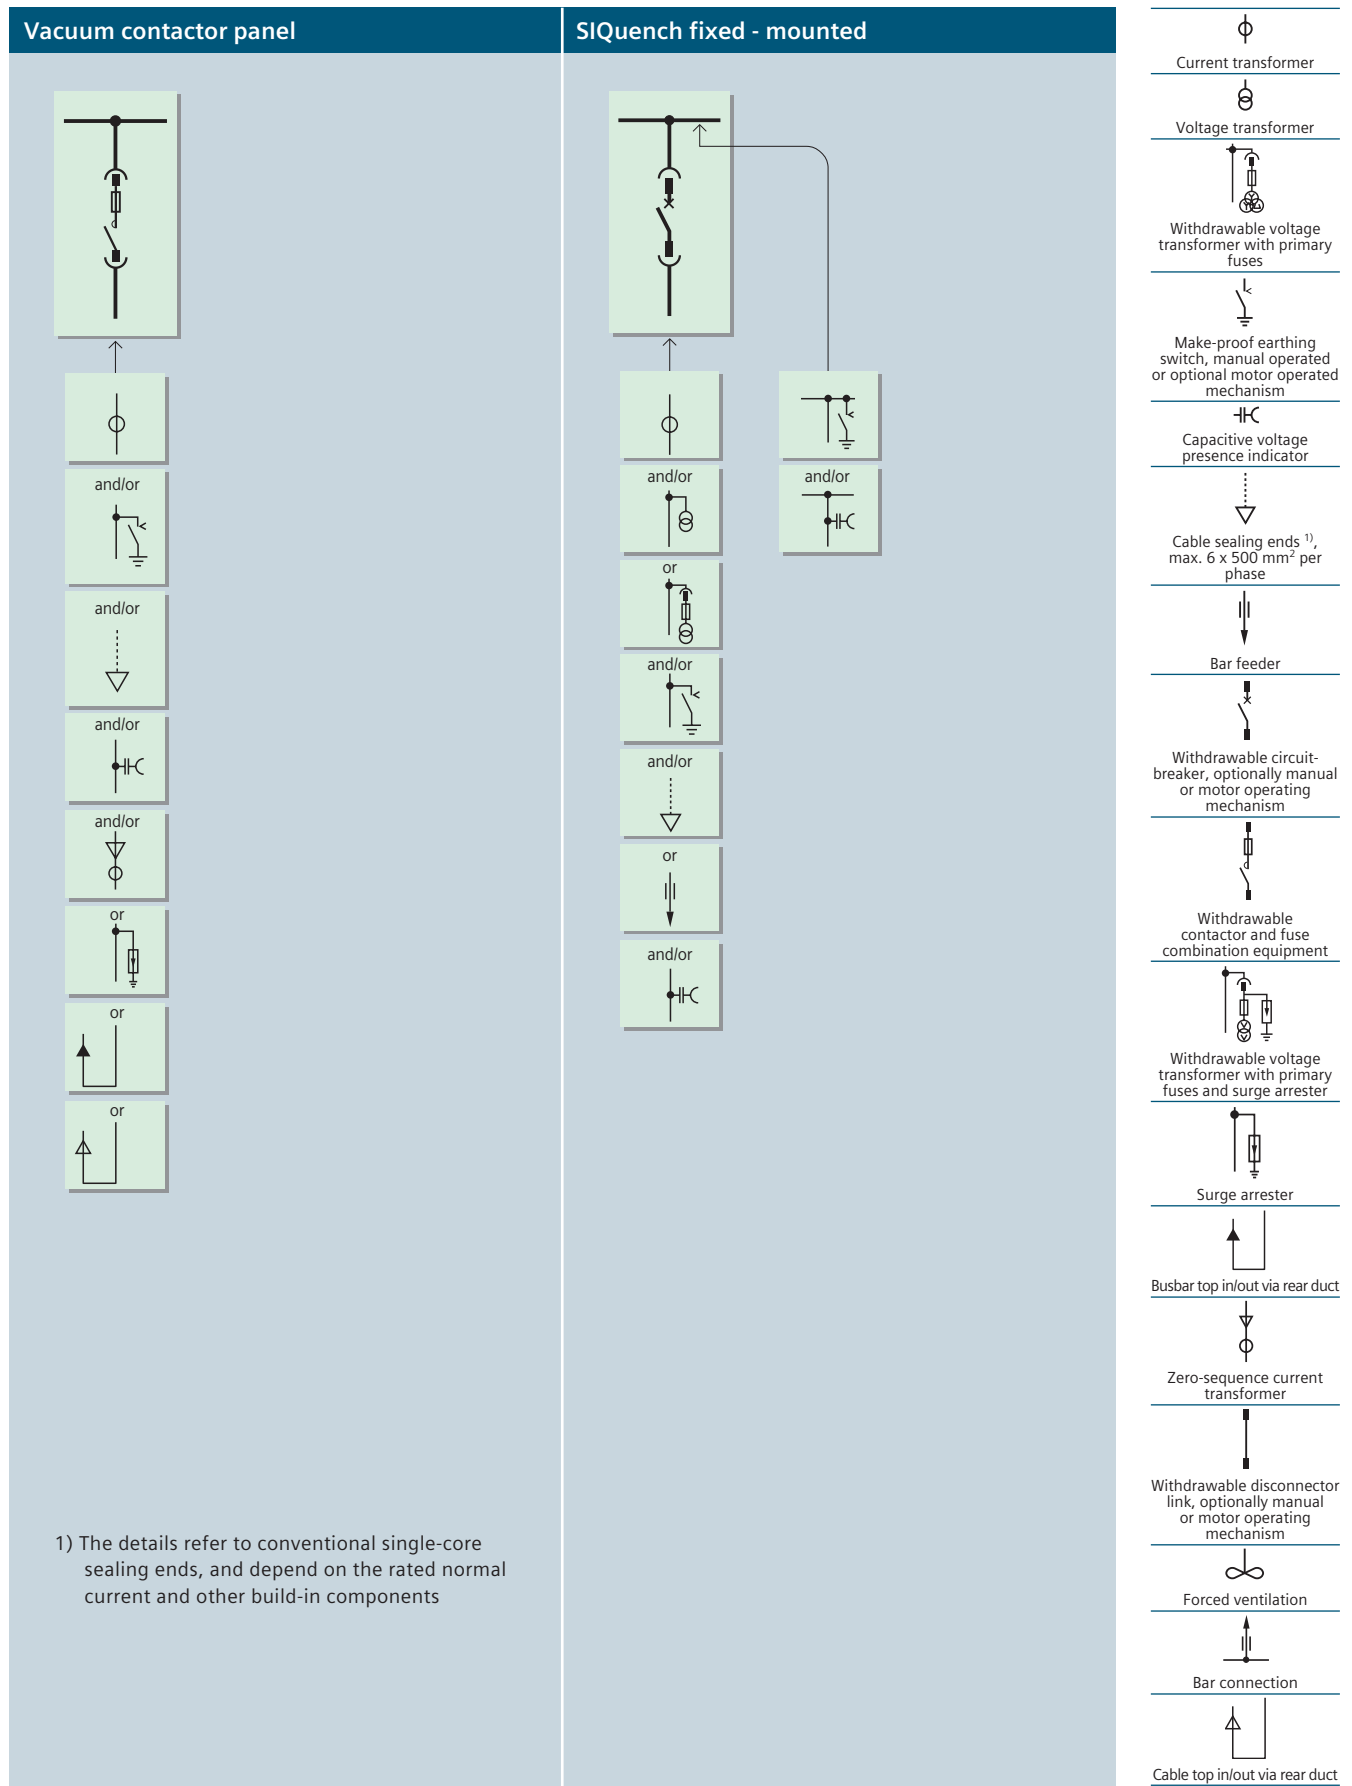 Vacuum contactor panel
and/or
and/or
and/or
and/or
or
or
or
1) The details refer to conventional single-core
sealing ends, and depend on the rated normal
current and other build-in components
SIQuench fixed - mounted
and/or
or
and/or
and/or
or
and/or
and/or
Current transformer
Voltage transformer
Withdrawable voltage
transformer with primary
fuses
Make-proof earthing
switch, manual operated
or optional motor operated
mechanism
Capacitive voltage
presence indicator
Cable sealing ends 1),
max. 6 x 500 mm2 per
phase
Bar feeder
Withdrawable circuit-
breaker, optionally manual
or motor operating
mechanism
Withdrawable
contactor and fuse
combination equipment
Withdrawable voltage
transformer with primary
fuses and surge arrester
Surge arrester
Busbar top in/out via rear duct
Zero-sequence current
transformer
Withdrawable disconnector
link, optionally manual
or motor operating
mechanism
Forced ventilation
Bar connection
Cable top in/out via rear duct